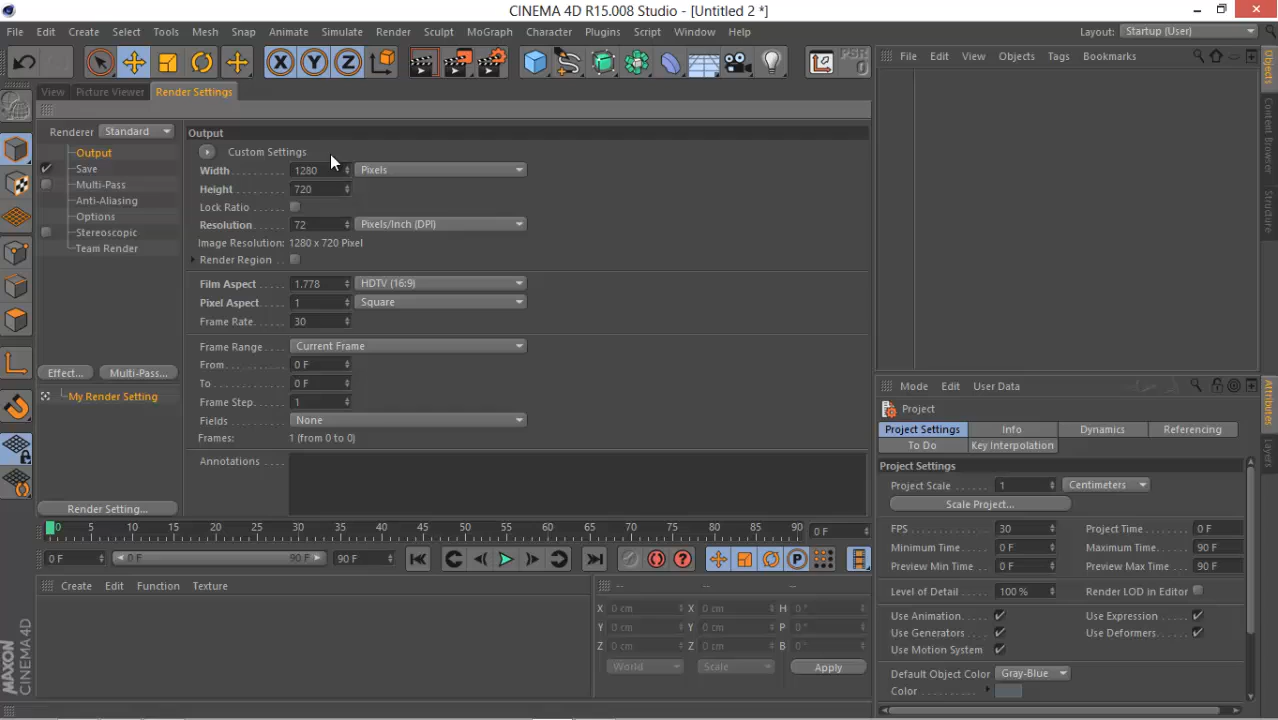 CINEMA 4D R15.008 Studio - [Untitled 2 *]
File Edit Create Select Tools Mesh Snap Animate Simulate Render Sculpt MoGraph Character Plugins Script Window Help
Layout: Startup (User)
X Y Z
PSR
0
File Edit View Objects Tags Bookmarks
View Picture Viewer Render Settings
Renderer Standard
Output
Save
Multi-Pass
Anti-Aliasing
Options
Stereoscopic
Team Render
Effect... Multi-Pass...
My Render Setting
Render Setting...
Output
Custom Settings
Width 1280 Pixels
Height 720
Lock Ratio
Resolution 72 Pixels/Inch (DPI)
Image Resolution: 1280 x 720 Pixel
Render Region
Film Aspect 1.778 HDTV (16:9)
Pixel Aspect 1 Square
Frame Rate 30
Frame Range Current Frame
From 0 F
To 0 F
Frame Step 1
Fields None
Frames: 1 (from 0 to 0)
Annotations
0 5 10 15 20 25 30 35 40 45 50 55 60 65 70 75 80 85 90 0 F
0 F 0 F 90 F 90 F
P
Create Edit Function Texture
-- -- --
X 0 cm X 0 cm H 0 °
Y 0 cm Y 0 cm P 0 °
Z 0 cm Z 0 cm B 0 °
World Scale Apply
MAXON
CINEMA 4D
Objects
Content Browser
Structure
Attributes
Layers
Mode Edit User Data
Project
Project Settings Info Dynamics Referencing
To Do Key Interpolation
Project Settings
Project Scale 1 Centimeters
Scale Project...
FPS 30 Project Time 0 F
Minimum Time 0 F Maximum Time 90 F
Preview Min Time 0 F Preview Max Time 90 F
Level of Detail 100 % Render LOD in Editor
Use Animation Use Expression
Use Generators Use Deformers
Use Motion System
Default Object Color Gray-Blue
Color